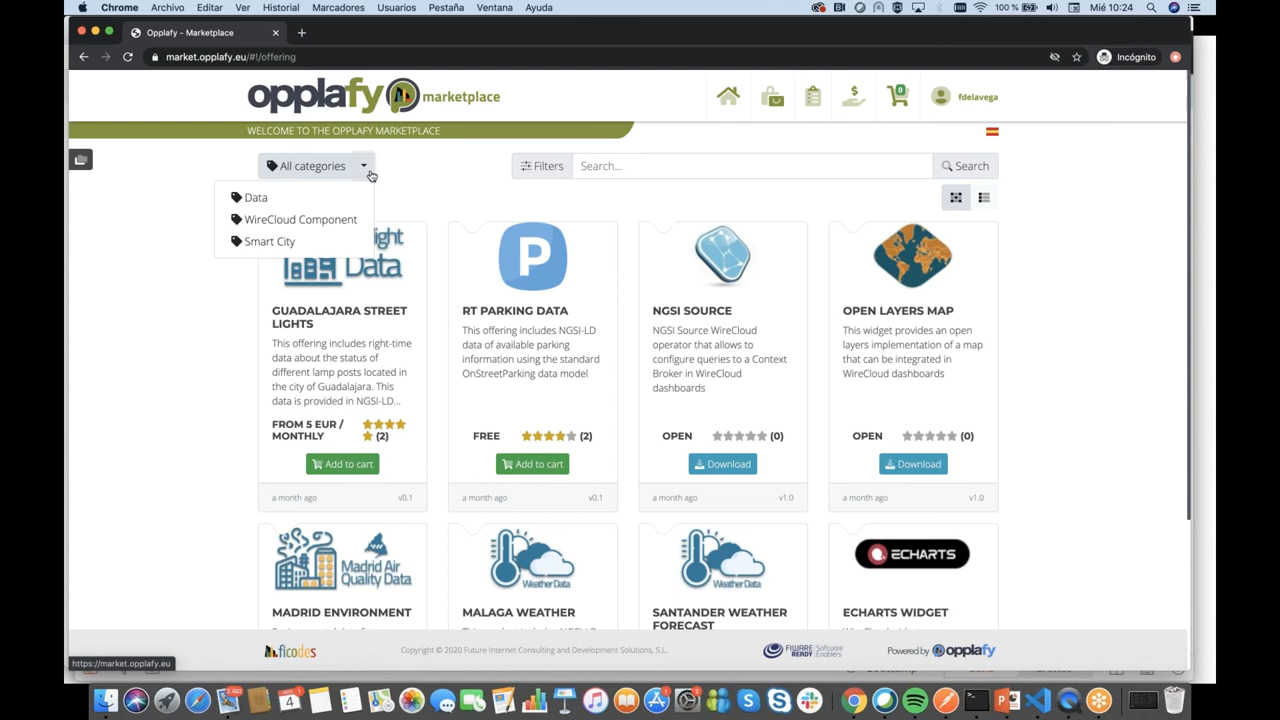 Chrome Archivo Editar Ver Historial Marcadores Usuarios Pestaña Ventana Ayuda 100 % Mié 10:24
Opplafy - Marketplace
market.opplafy.eu/#!/offering Incógnito
opplafy marketplace 0 fdelavega
WELCOME TO THE OPPLAFY MARKETPLACE
All categories Filters Search... Search
Data
WireCloud Component
Smart City
ight
Data
P
GUADALAJARA STREET
LIGHTS
This offering includes right-time
data about the status of
different lamp posts located in
the city of Guadalajara. This
data is provided in NGSI-LD...
FROM 5 EUR /
MONTHLY
(2)
Add to cart
a month ago v0.1
RT PARKING DATA
This offering includes NGSI-LD
data of available parking
information using the standard
OnStreetParking data model
FREE (2)
Add to cart
a month ago v0.1
NGSI SOURCE
NGSI Source WireCloud
operator that allows to
configure queries to a Context
Broker in WireCloud
dashboards
OPEN (0)
Download
a month ago v1.0
OPEN LAYERS MAP
This widget provides an open
layers implementation of a map
that can be integrated in
WireCloud dashboards
OPEN (0)
Download
a month ago v1.0
Madrid Air
Quality Data
MADRID ENVIRONMENT
Weather Data
MALAGA WEATHER
Weather Data
SANTANDER WEATHER
FORECAST
ECHARTS
ECHARTS WIDGET
ficodes
Copyright © 2020 Future Internet Consulting and Development Solutions, S.L.
FIWARE READY Software Enablers
Powered by opplafy
https://market.opplafy.eu
2,490
NOV
4
1